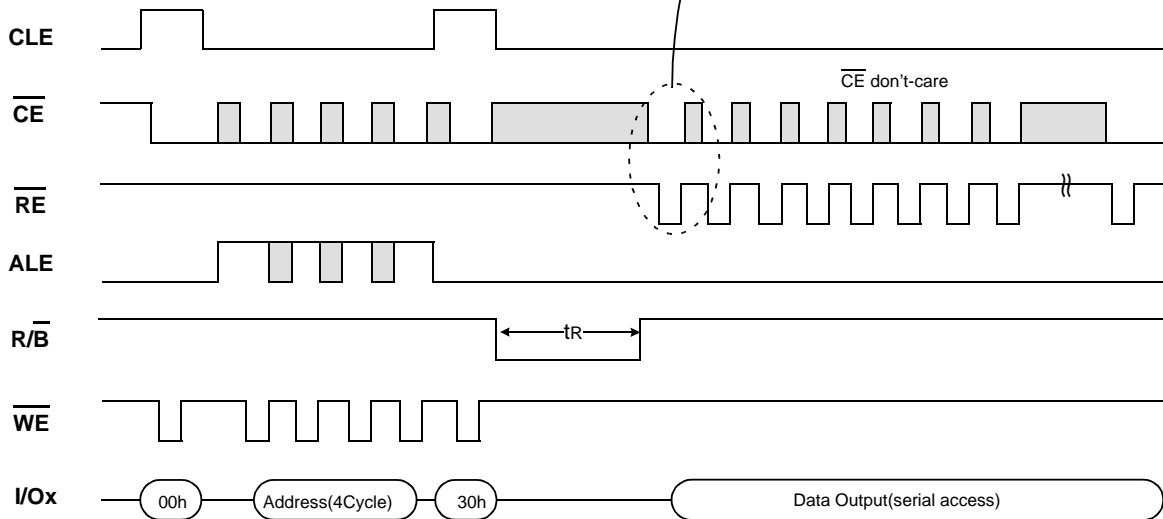 CLE
CE don't-care
CE
RE
ALE
R/B
tR
WE
I/Ox
00h
Address(4Cycle)
30h
Data Output(serial access)